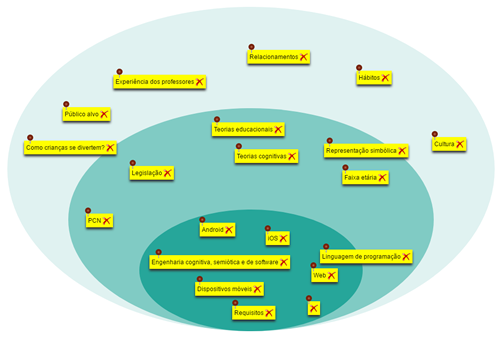 Relacionamentos
Experiência dos professores
Hábitos
Público alvo
Teorias educacionais
Cultura
Como crianças se divertem?
Representação simbólica
Teorias cognitivas
Legislação
Faixa etária
PCN
Android
iOS
Linguagem de programação
Engenharia cognitiva, semiótica e de software
Web
Dispositivos móveis
Requisitos